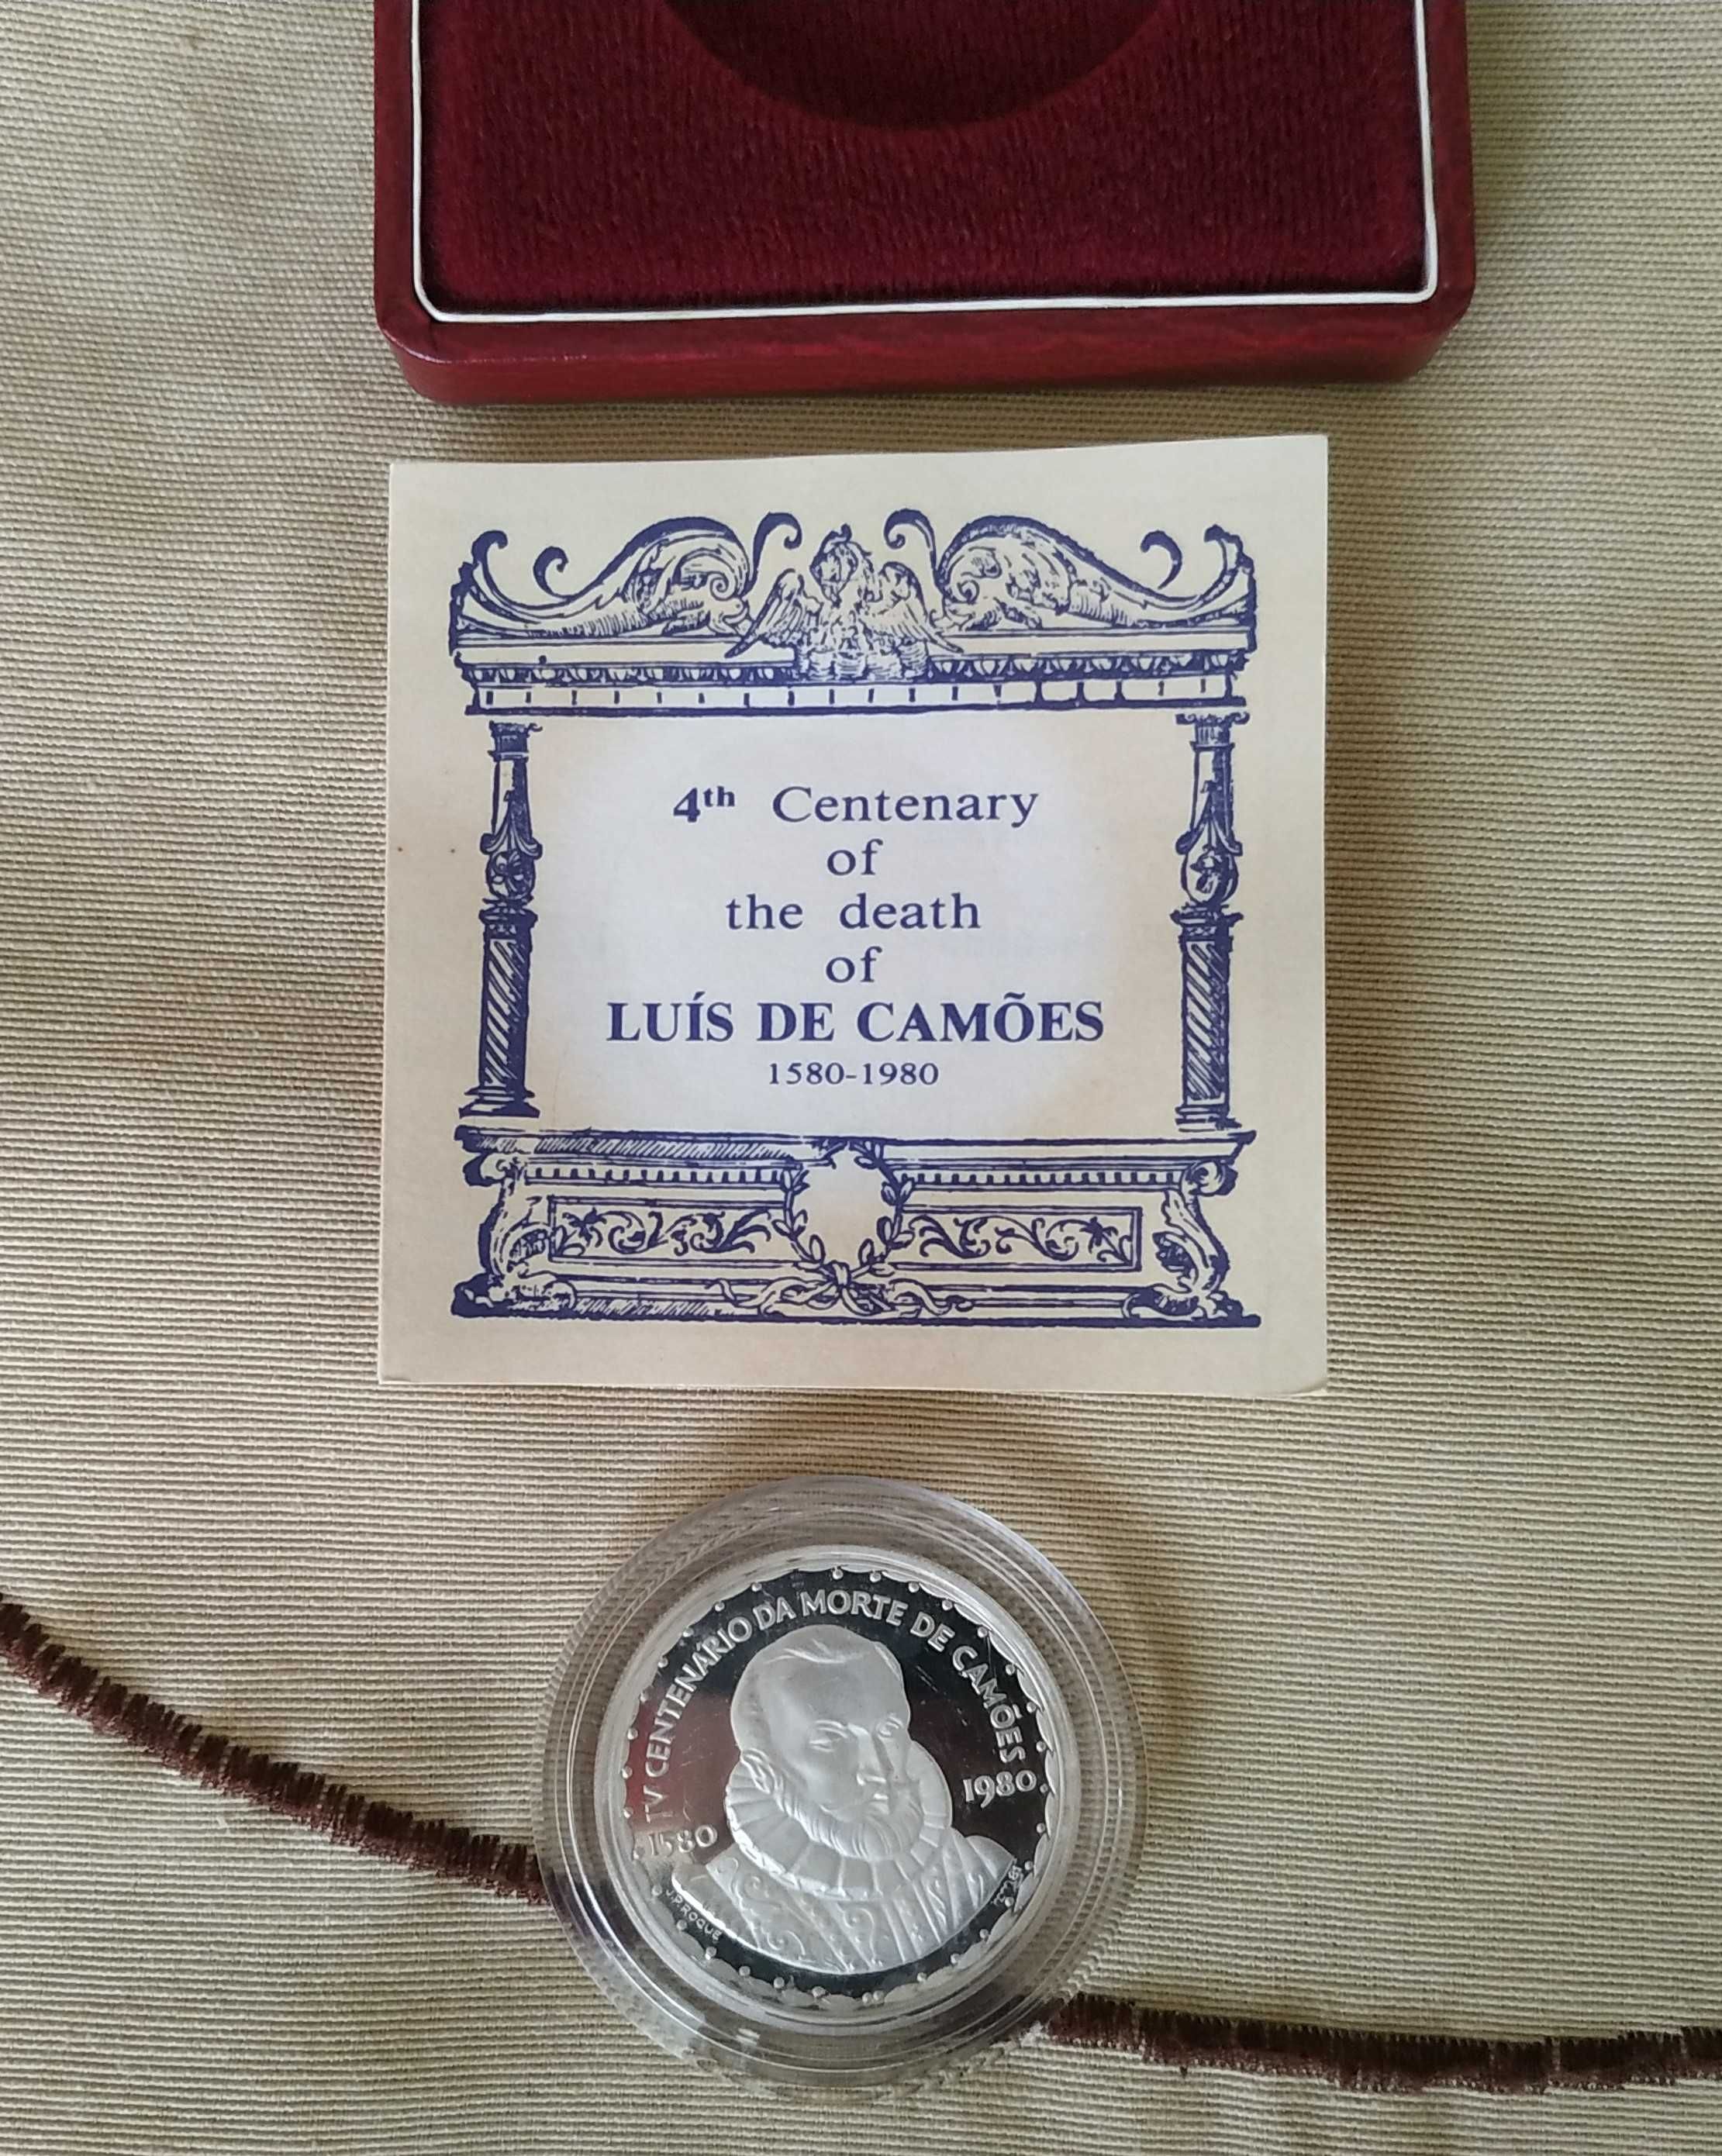 4th Centenary
of
the death
of
LUÍS DE CAMÕES
1580-1980
IV CENTENÁRIO DA MORTE DE CAMÕES
1580
1980
J.P.ROQUE